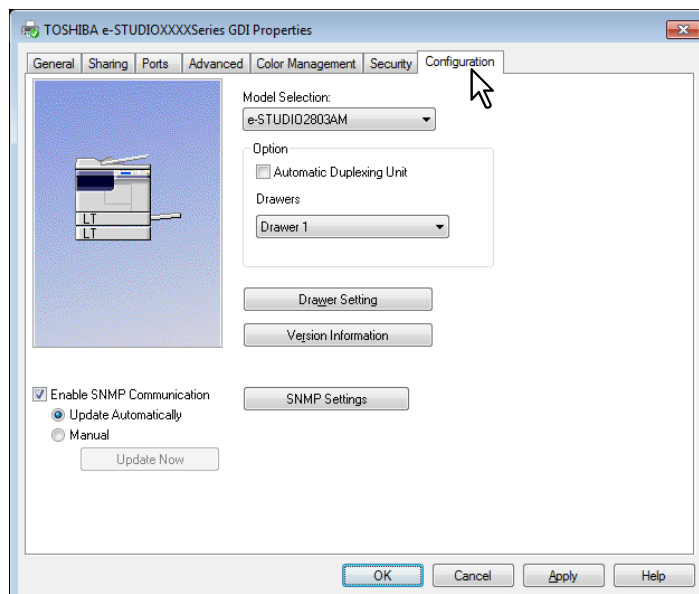 TOSHIBA e-STUDIOXXXXSeries GDI Properties
General Sharing Ports Advanced Color Management Security Configuration
Model Selection:
e-STUDIO2803AM
Option
Automatic Duplexing Unit
Drawers
Drawer 1
LT
LT
Drawer Setting
Version Information
Enable SNMP Communication
SNMP Settings
Update Automatically
Manual
Update Now
OK Cancel Apply Help